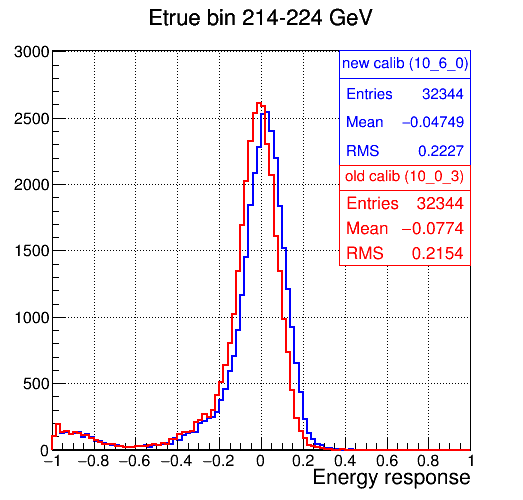 Etrue bin 214-224 GeV
3000
2500
2000
1500
1000
500
0
new calib (10_6_0)
Entries 32344
Mean −0.04749
RMS 0.2227
old calib (10_0_3)
Entries 32344
Mean −0.0774
RMS 0.2154
−1 −0.8 −0.6 −0.4 −0.2 0 0.2 0.4 0.6 0.8 1
Energy response